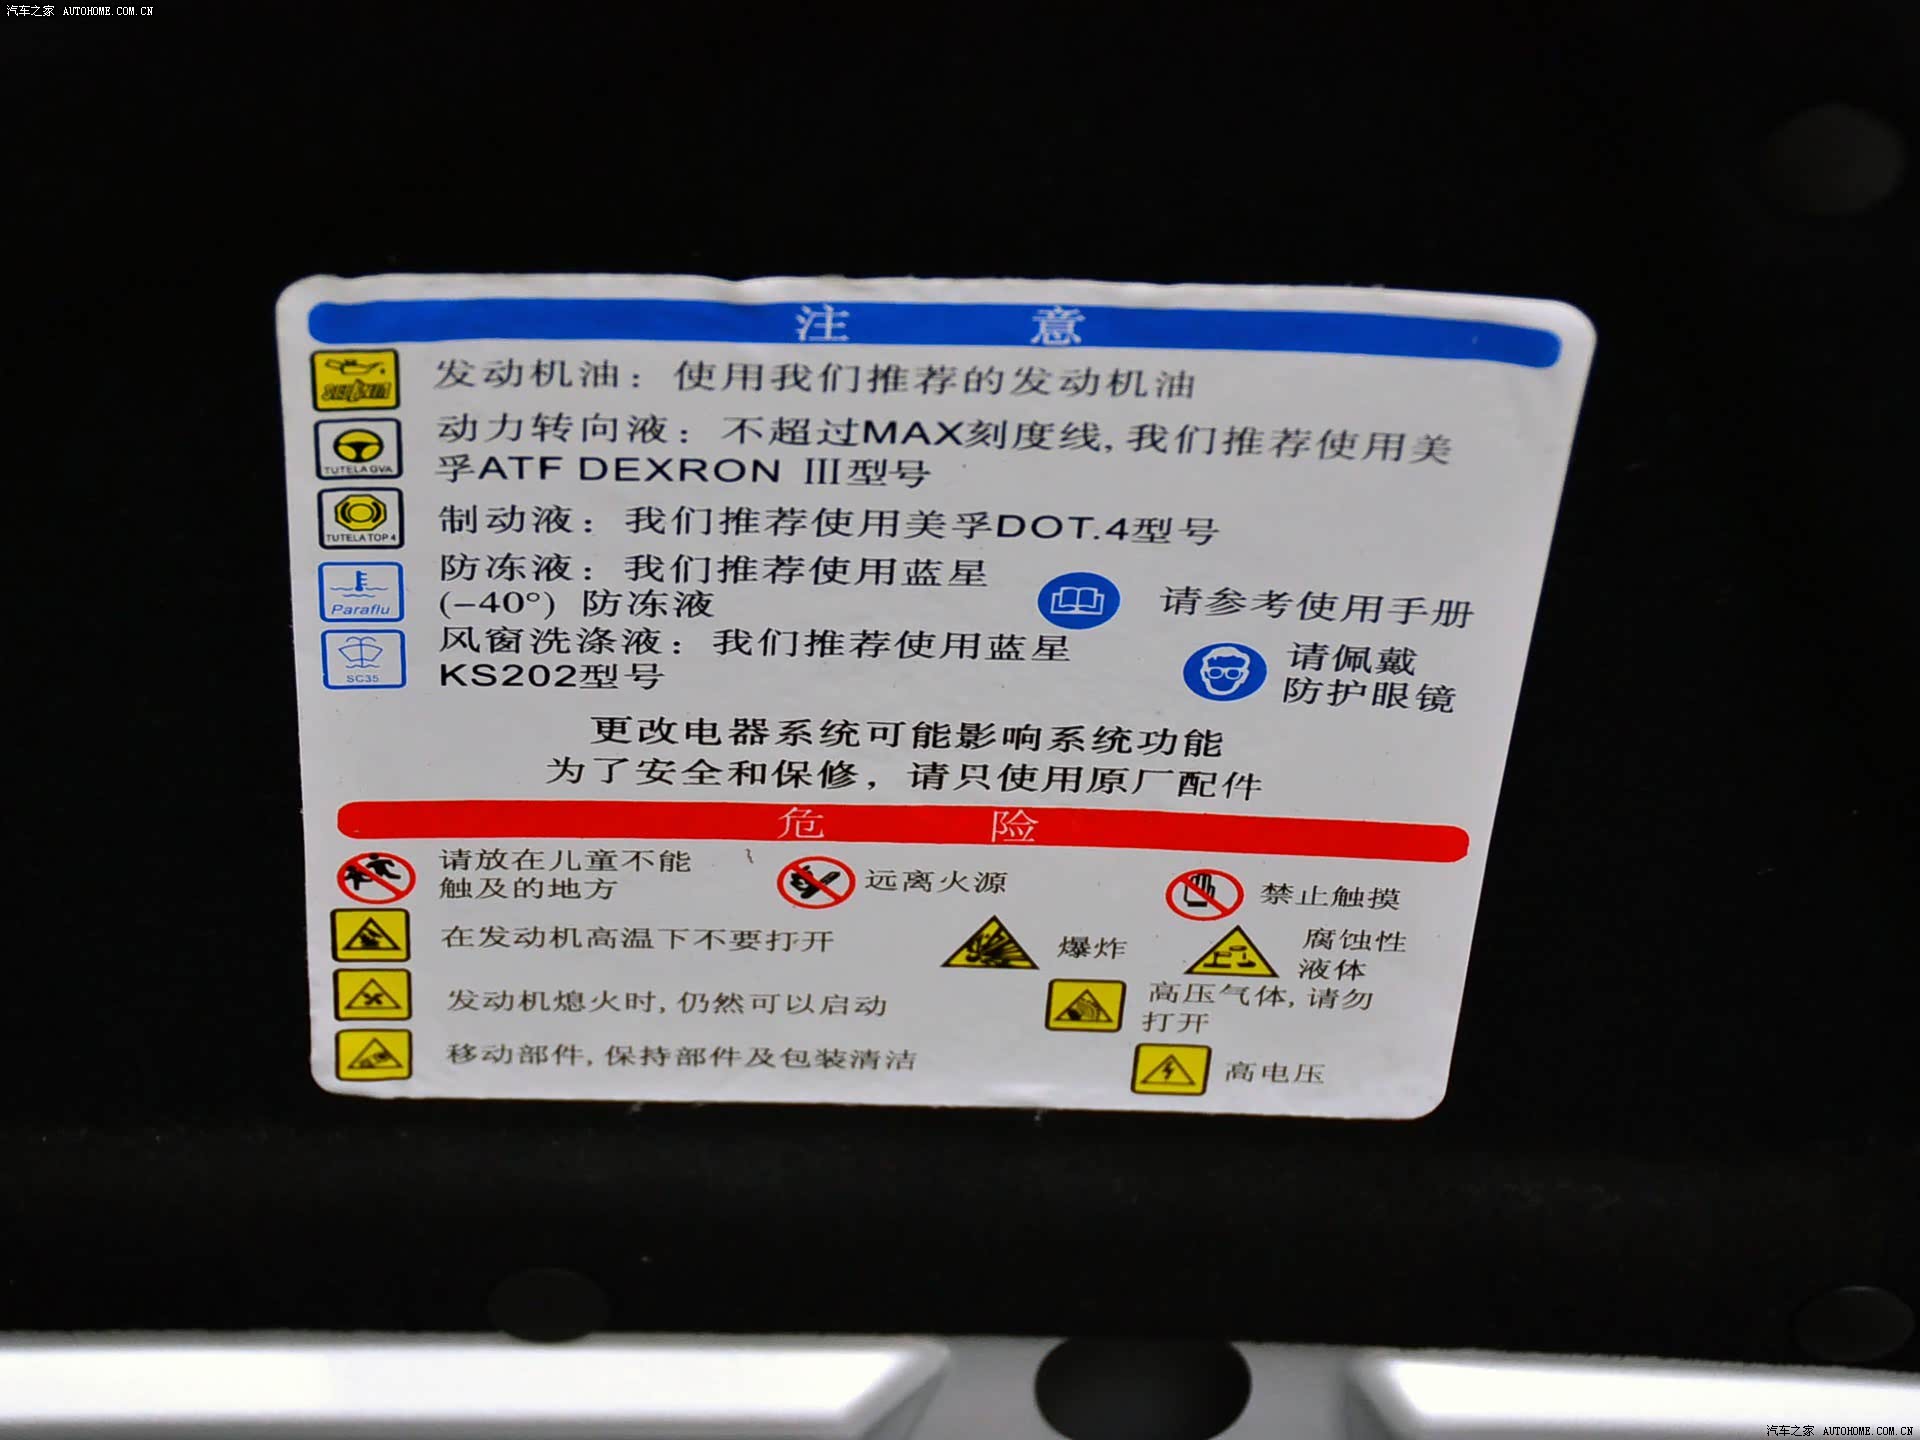 汽车之家 AUTOHOME.COM.CN
注 意
发动机油：使用我们推荐的发动机油
动力转向液：不超过MAX刻度线,我们推荐使用美
TUTELA GVA
孚ATF DEXRON III型号
制动液：我们推荐使用美孚DOT.4型号
TUTELA TOP 4
防冻液：我们推荐使用蓝星
(-40°) 防冻液
Paraflu
请参考使用手册
风窗洗涤液：我们推荐使用蓝星
KS202型号
SC35
请佩戴
防护眼镜
更改电器系统可能影响系统功能
为了安全和保修，请只使用原厂配件
危 险
请放在儿童不能
触及的地方
远离火源
禁止触摸
在发动机高温下不要打开
爆炸
腐蚀性
液体
发动机熄火时,仍然可以启动
高压气体,请勿
打开
移动部件,保持部件及包装清洁
高电压
汽车之家 AUTOHOME.COM.CN